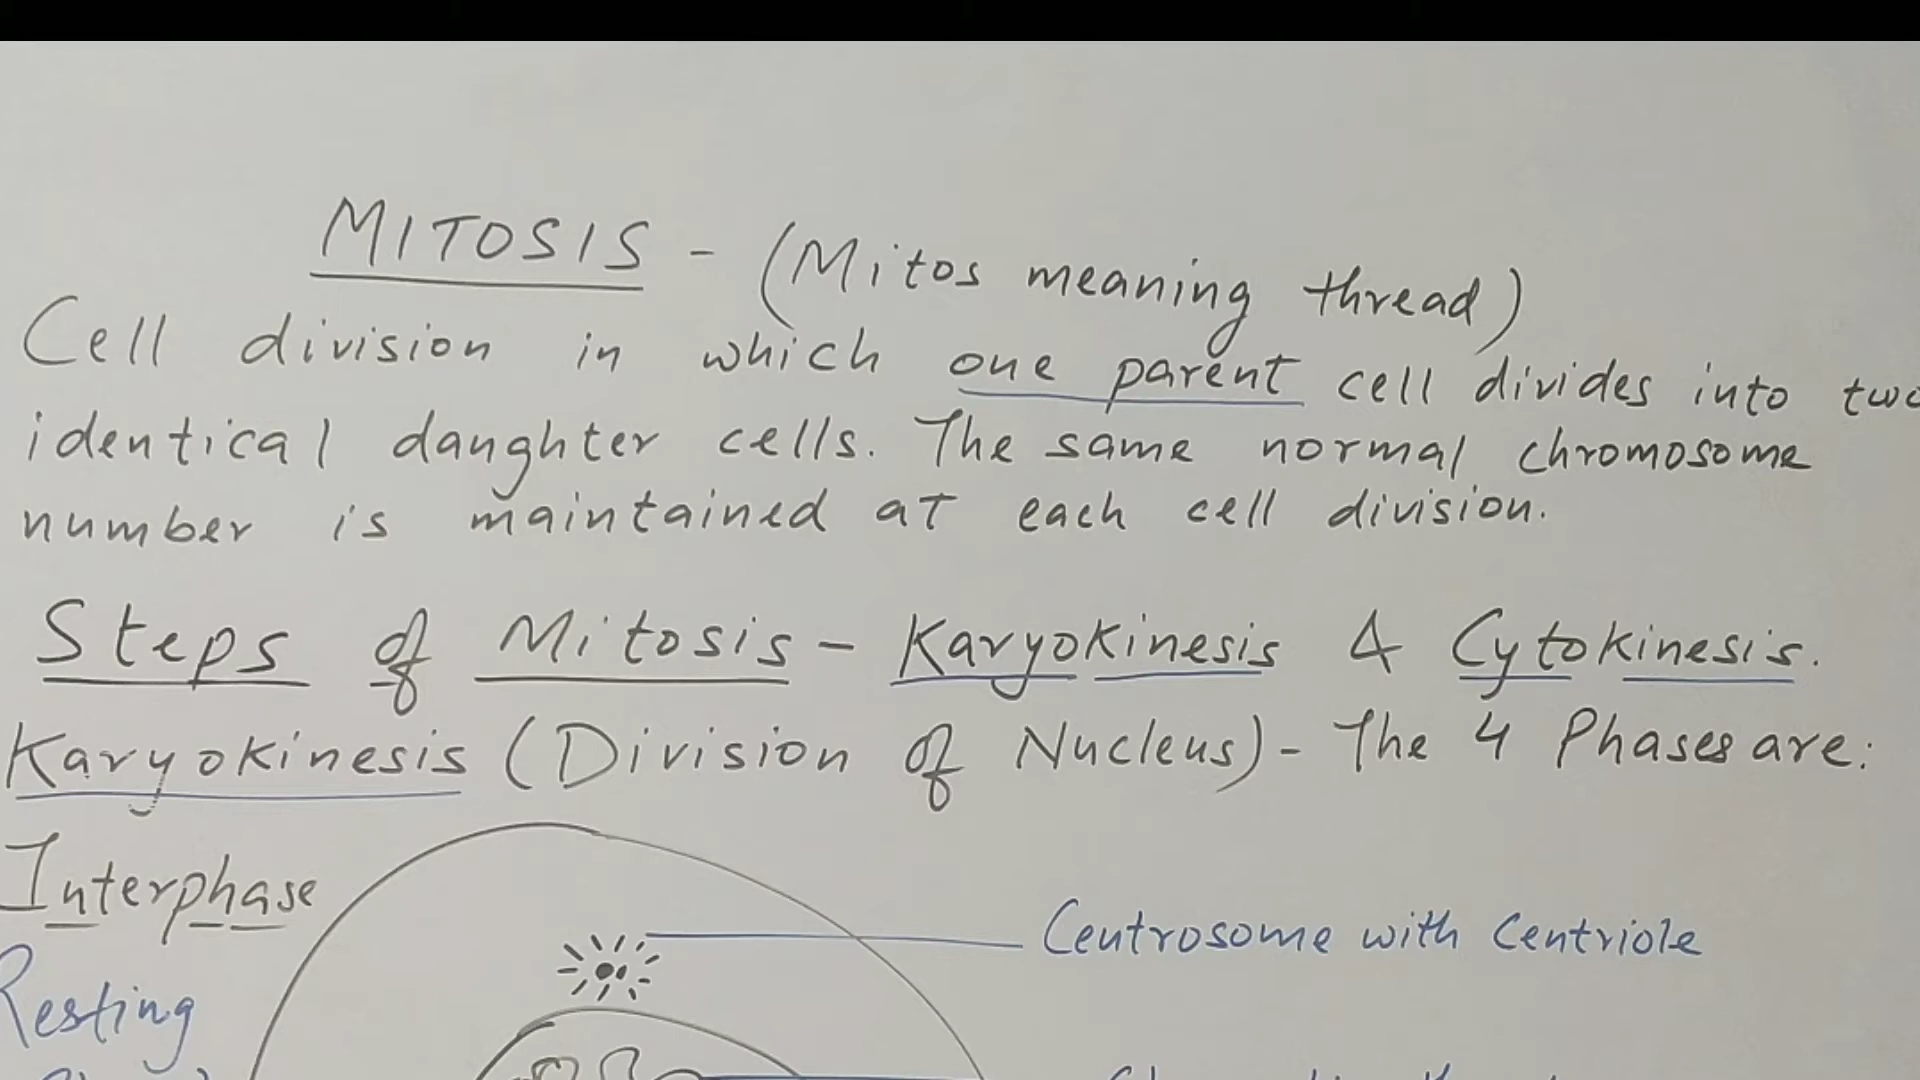 MITOSIS - (Mitos meaning thread)
Cell division in which one parent cell divides into two
identical daughter cells. The same normal chromosome
number is maintained at each cell division.
Steps of Mitosis - Karyokinesis & Cytokinesis.
Karyokinesis (Division of Nucleus) - The 4 Phases are:
Interphase
Centrosome with Centriole
Resting